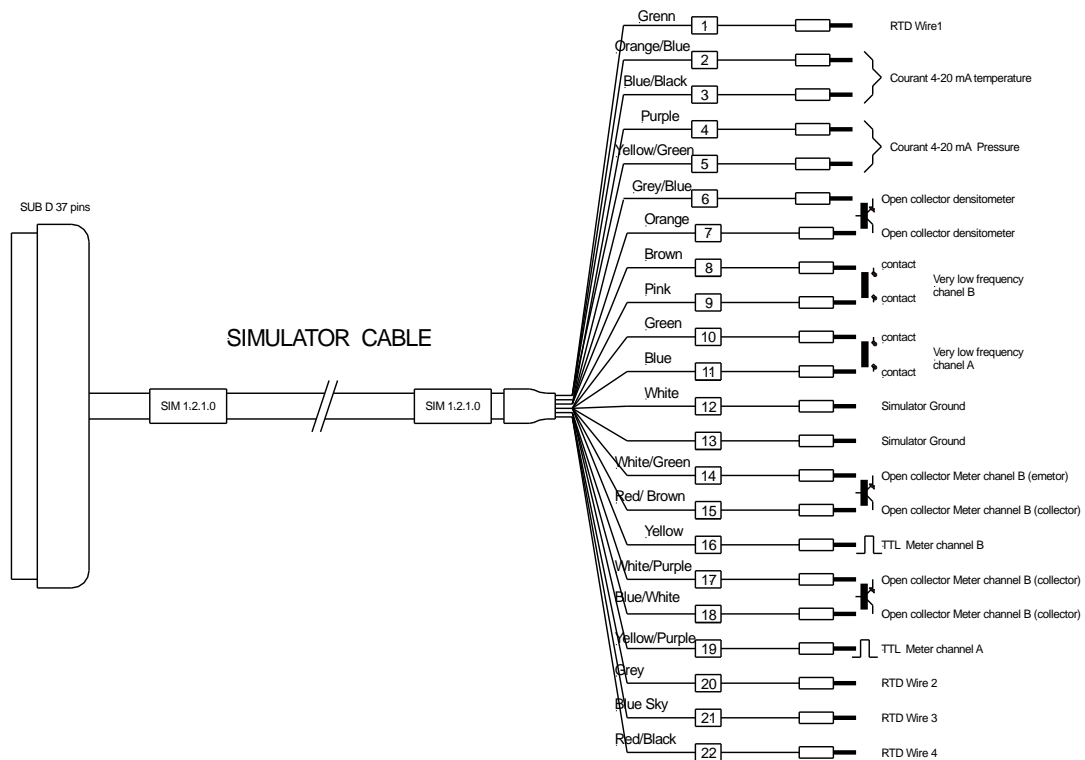 Grenn 1 RTD Wire1
Orange/Blue 2
Courant 4-20 mA temperature
Blue/Black 3
Purple 4
Courant 4-20 mA Pressure
Yellow/Green 5
Grey/Blue 6 Open collector densitometer
SUB D 37 pins
Orange 7 Open collector densitometer
Brown 8 contact
Very low frequency
chanel B
Pink 9 contact
Green 10 contact
SIMULATOR CABLE
Very low frequency
chanel A
Blue 11 contact
White 12 Simulator Ground
SIM 1.2.1.0 SIM 1.2.1.0
13 Simulator Ground
White/Green 14 Open collector Meter chanel B (emetor)
Red/ Brown 15 Open collector Meter channel B (collector)
Yellow 16 TTL Meter channel B
White/Purple 17 Open collector Meter channel B (collector)
Blue/White 18 Open collector Meter channel B (collector)
Yellow/Purple 19 TTL Meter channel A
Grey 20 RTD Wire 2
Blue Sky 21 RTD Wire 3
Red/Black 22 RTD Wire 4